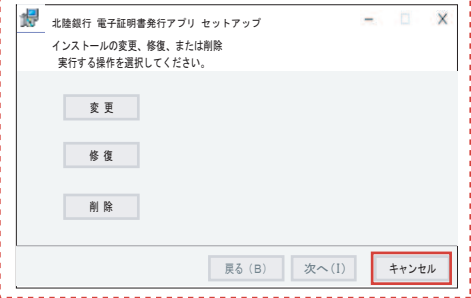 北陸銀行 電子証明書発行アプリ セットアップ
インストールの変更、修復、または削除
実行する操作を選択してください。
変 更
修 復
削 除
戻る（B） 次へ(I) キャンセル